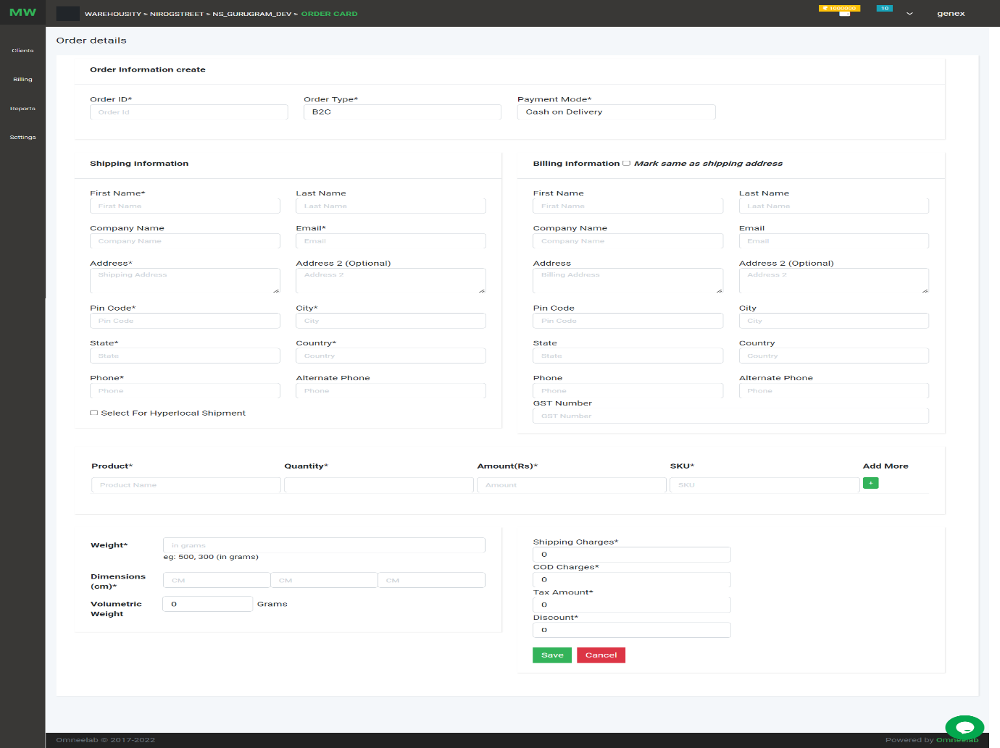 MW
WAREHOUSITY > NIROGSTREET > NS_GURUGRAM_DEV > ORDER CARD
₹ 1000000
10
genex
Clients
Billing
Reports
Settings
Order details
Order Information create
Order ID* Order Type* Payment Mode*
Order Id B2C Cash on Delivery
Shipping Information
First Name* Last Name
First Name Last Name
Company Name Email*
Company Name Email
Address* Address 2 (Optional)
Shipping Address Address 2
Pin Code* City*
Pin Code City
State* Country*
State Country
Phone* Alternate Phone
Phone Phone
Select For Hyperlocal Shipment
Billing Information Mark same as shipping address
First Name Last Name
First Name Last Name
Company Name Email
Company Name Email
Address Address 2 (Optional)
Billing Address Address 2
Pin Code City
Pin Code City
State Country
State Country
Phone Alternate Phone
Phone Phone
GST Number
GST Number
Product* Quantity* Amount(Rs)* SKU* Add More
Product Name Amount SKU +
Weight* in grams
eg: 500, 300 (in grams)
Dimensions
(cm)*
CM CM CM
Volumetric
Weight
0 Grams
Shipping Charges*
0
COD Charges*
0
Tax Amount*
0
Discount*
0
Save Cancel
Omneelab © 2017-2022
Powered by Omneelab